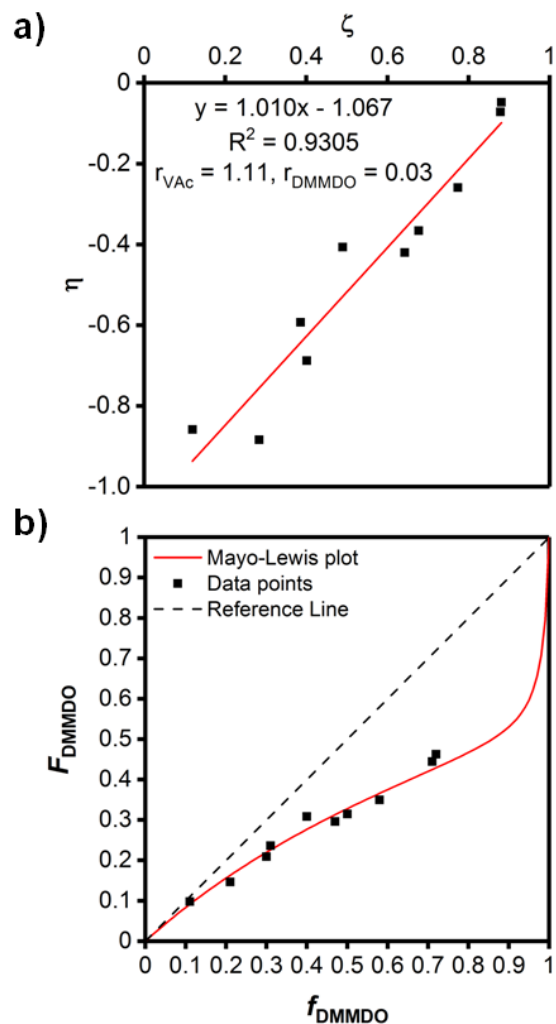 a)
ζ
0 0.2 0.4 0.6 0.8 1
0
-0.2
-0.4
-0.6
-0.8
-1.0
η
y = 1.010x - 1.067
R² = 0.9305
r_VAc = 1.11, r_DMMDO = 0.03
b)
1
0.9
0.8
0.7
0.6
0.5
0.4
0.3
0.2
0.1
0
F_DMMDO
Mayo-Lewis plot
Data points
Reference Line
0 0.1 0.2 0.3 0.4 0.5 0.6 0.7 0.8 0.9 1
f_DMMDO